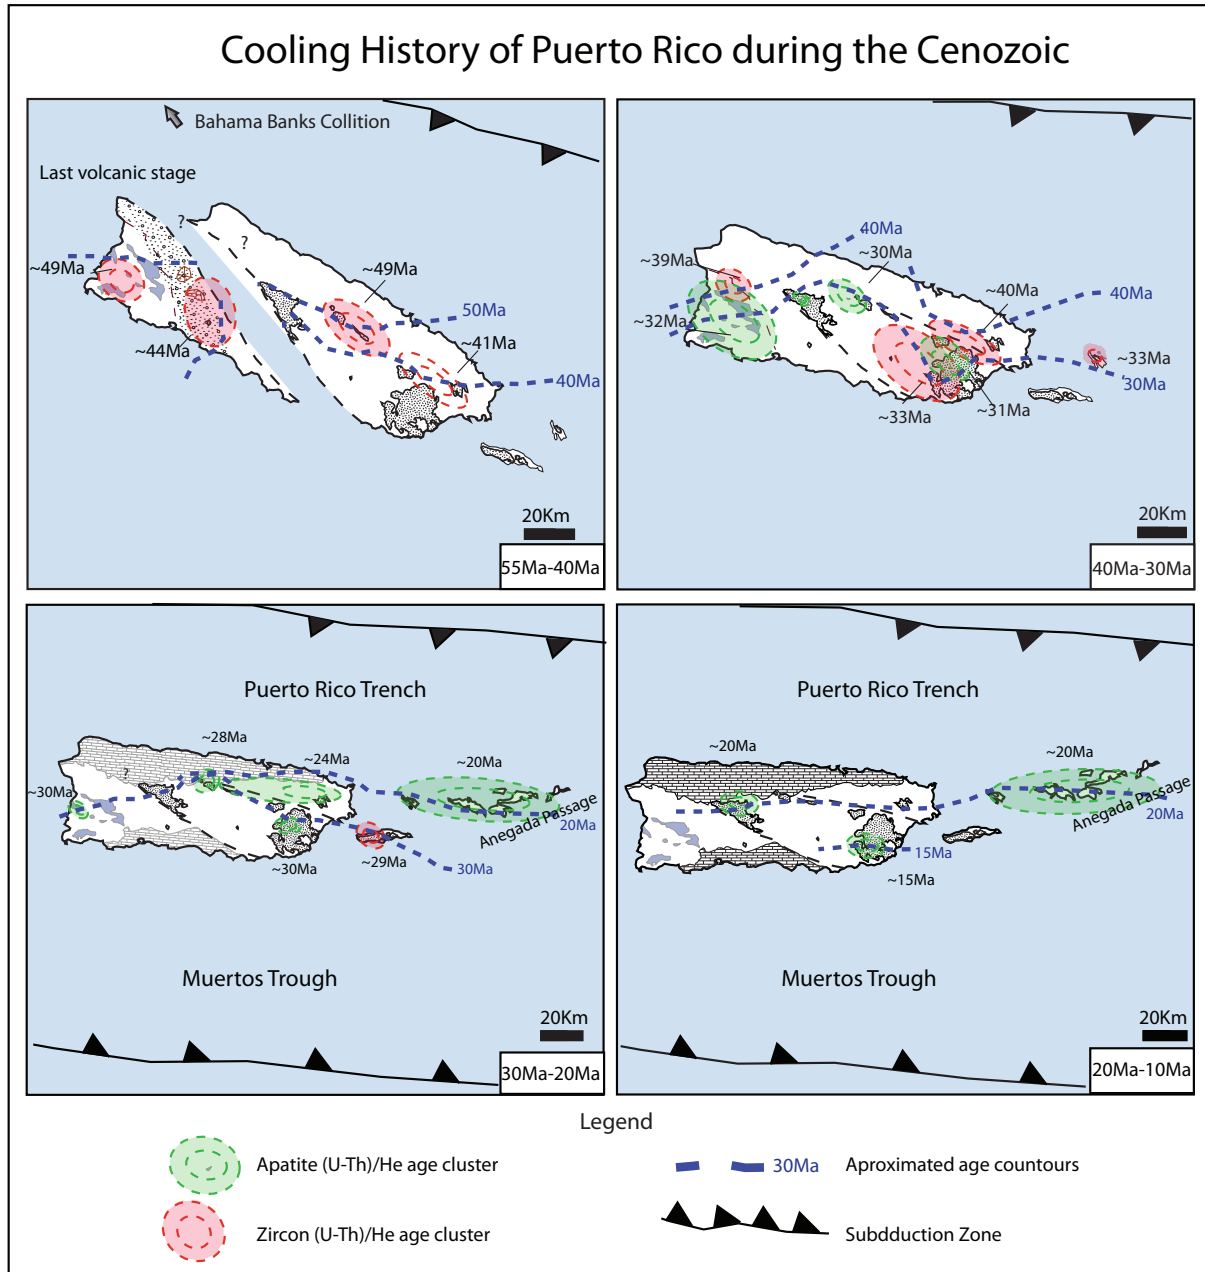 Cooling History of Puerto Rico during the Cenozoic
Bahama Banks Collition
Last volcanic stage
?
?
~49Ma
~49Ma
50Ma
~44Ma
~41Ma
40Ma
20Km
55Ma-40Ma
40Ma
~30Ma
~39Ma
~40Ma
40Ma
~32Ma
~33Ma
30Ma
~33Ma
~31Ma
20Km
40Ma-30Ma
Puerto Rico Trench
~28Ma
~24Ma
~20Ma
?
~30Ma
Anegada Passage
20Ma
~30Ma
~29Ma
30Ma
Muertos Trough
20Km
30Ma-20Ma
Puerto Rico Trench
~20Ma
~20Ma
Anegada Passage
20Ma
15Ma
~15Ma
Muertos Trough
20Km
20Ma-10Ma
Legend
Apatite (U-Th)/He age cluster
30Ma
Aproximated age countours
Zircon (U-Th)/He age cluster
Subdduction Zone